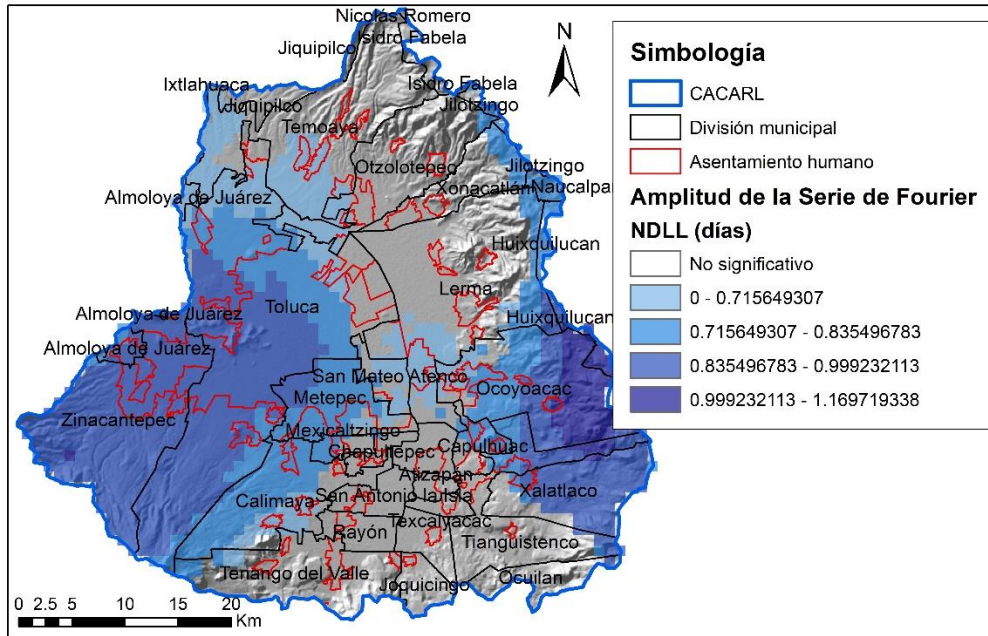 Nicolás Romero
Isidro Fabela
Jiquipilco
Ixtlahuaca
Isidro Fabela
Jiquipilco
Jilotzingo
Temoaya
Otzolotepec
Jilotzingo
Xonacatlán
Naucalpan
Almoloya de Juárez
Huixquilucan
Lerma
Toluca
Almoloya de Juárez
Huixquilucan
Almoloya de Juárez
San Mateo Atenco
Metepec
Ocoyoacac
Zinacantepec
Mexicaltzingo
Chapultepec
Capulhuac
Atizapán
Calimaya
San Antonio la Isla
Xalatlaco
Rayón
Texcalyacac
Tianguistenco
Tenango del Valle
Joquicingo
Ocuilan
N
0 2.5 5 10 15 20
Km
Simbología
CACARL
División municipal
Asentamiento humano
Amplitud de la Serie de Fourier
NDLL (días)
No significativo
0 - 0.715649307
0.715649307 - 0.835496783
0.835496783 - 0.999232113
0.999232113 - 1.169719338